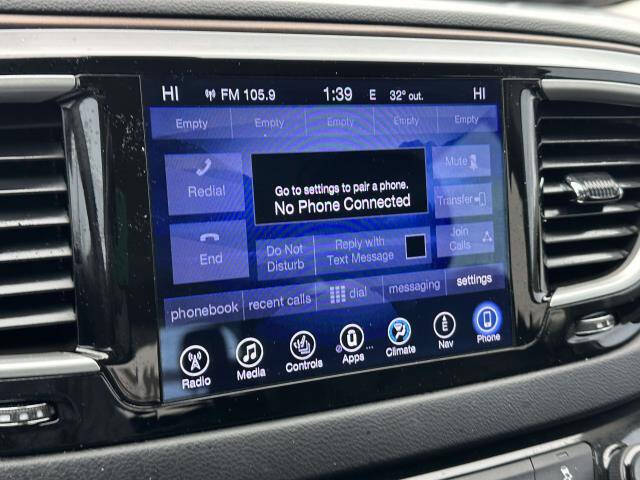 HI FM 105.9 1:39 E 32° out. HI
Empty Empty Empty Empty Empty
Redial
Go to settings to pair a phone.
No Phone Connected
Mute
Transfer
End
Do Not
Disturb
Reply with
Text Message
Join
Calls
phonebook recent calls dial messaging settings
Radio Media Controls Apps ... Climate E Nav Phone